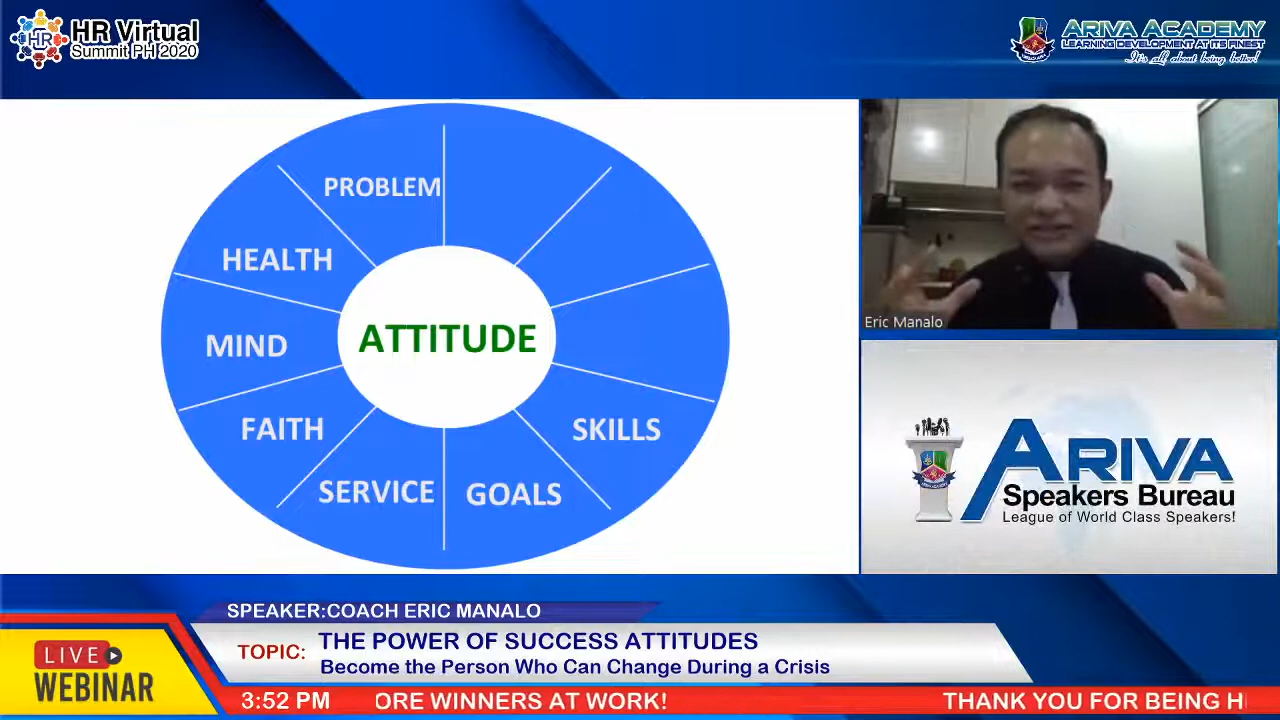 HR
HR Virtual
Summit PH 2020
ARIVA ACADEMY
LEARNING DEVELOPMENT AT ITS FINEST
It's all about being better!
PROBLEM
HEALTH
MIND
FAITH
SERVICE
GOALS
SKILLS
ATTITUDE
Eric Manalo
ARIVA
Speakers Bureau
League of World Class Speakers!
SPEAKER:COACH ERIC MANALO
TOPIC: THE POWER OF SUCCESS ATTITUDES
Become the Person Who Can Change During a Crisis
LIVE
WEBINAR
3:52 PM ORE WINNERS AT WORK! THANK YOU FOR BEING H